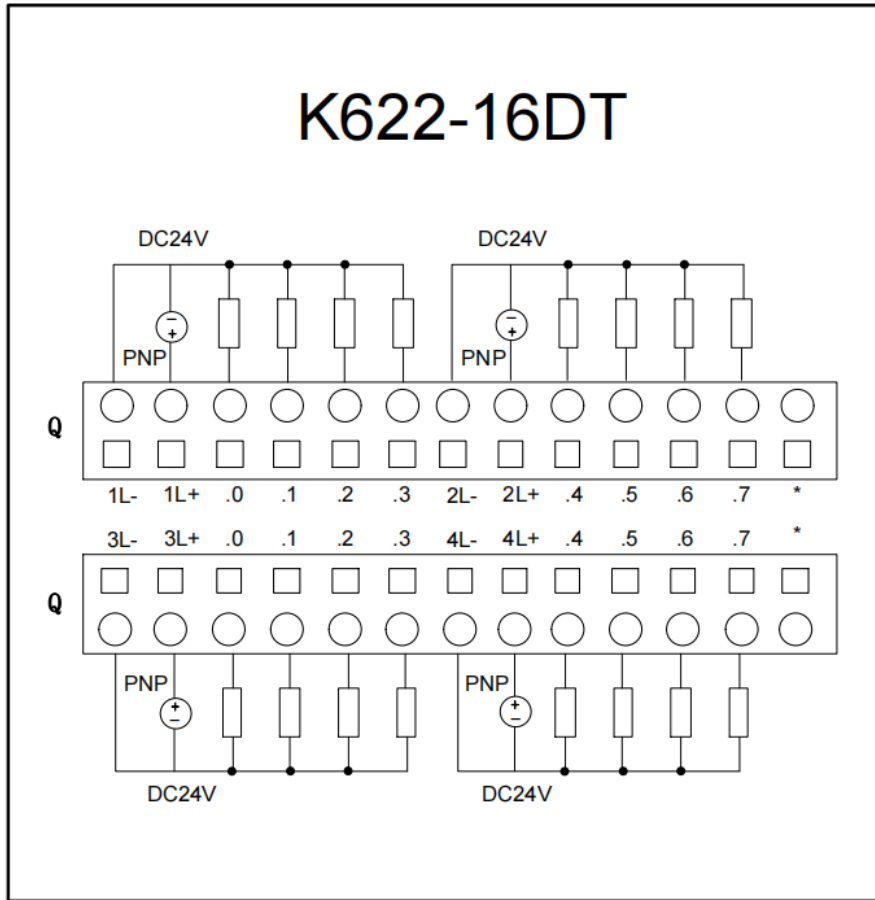 K622-16DT
DC24V DC24V
PNP PNP
Q
1L- 1L+ .0 .1 .2 .3 2L- 2L+ .4 .5 .6 .7 *
3L- 3L+ .0 .1 .2 .3 4L- 4L+ .4 .5 .6 .7 *
Q
PNP PNP
DC24V DC24V